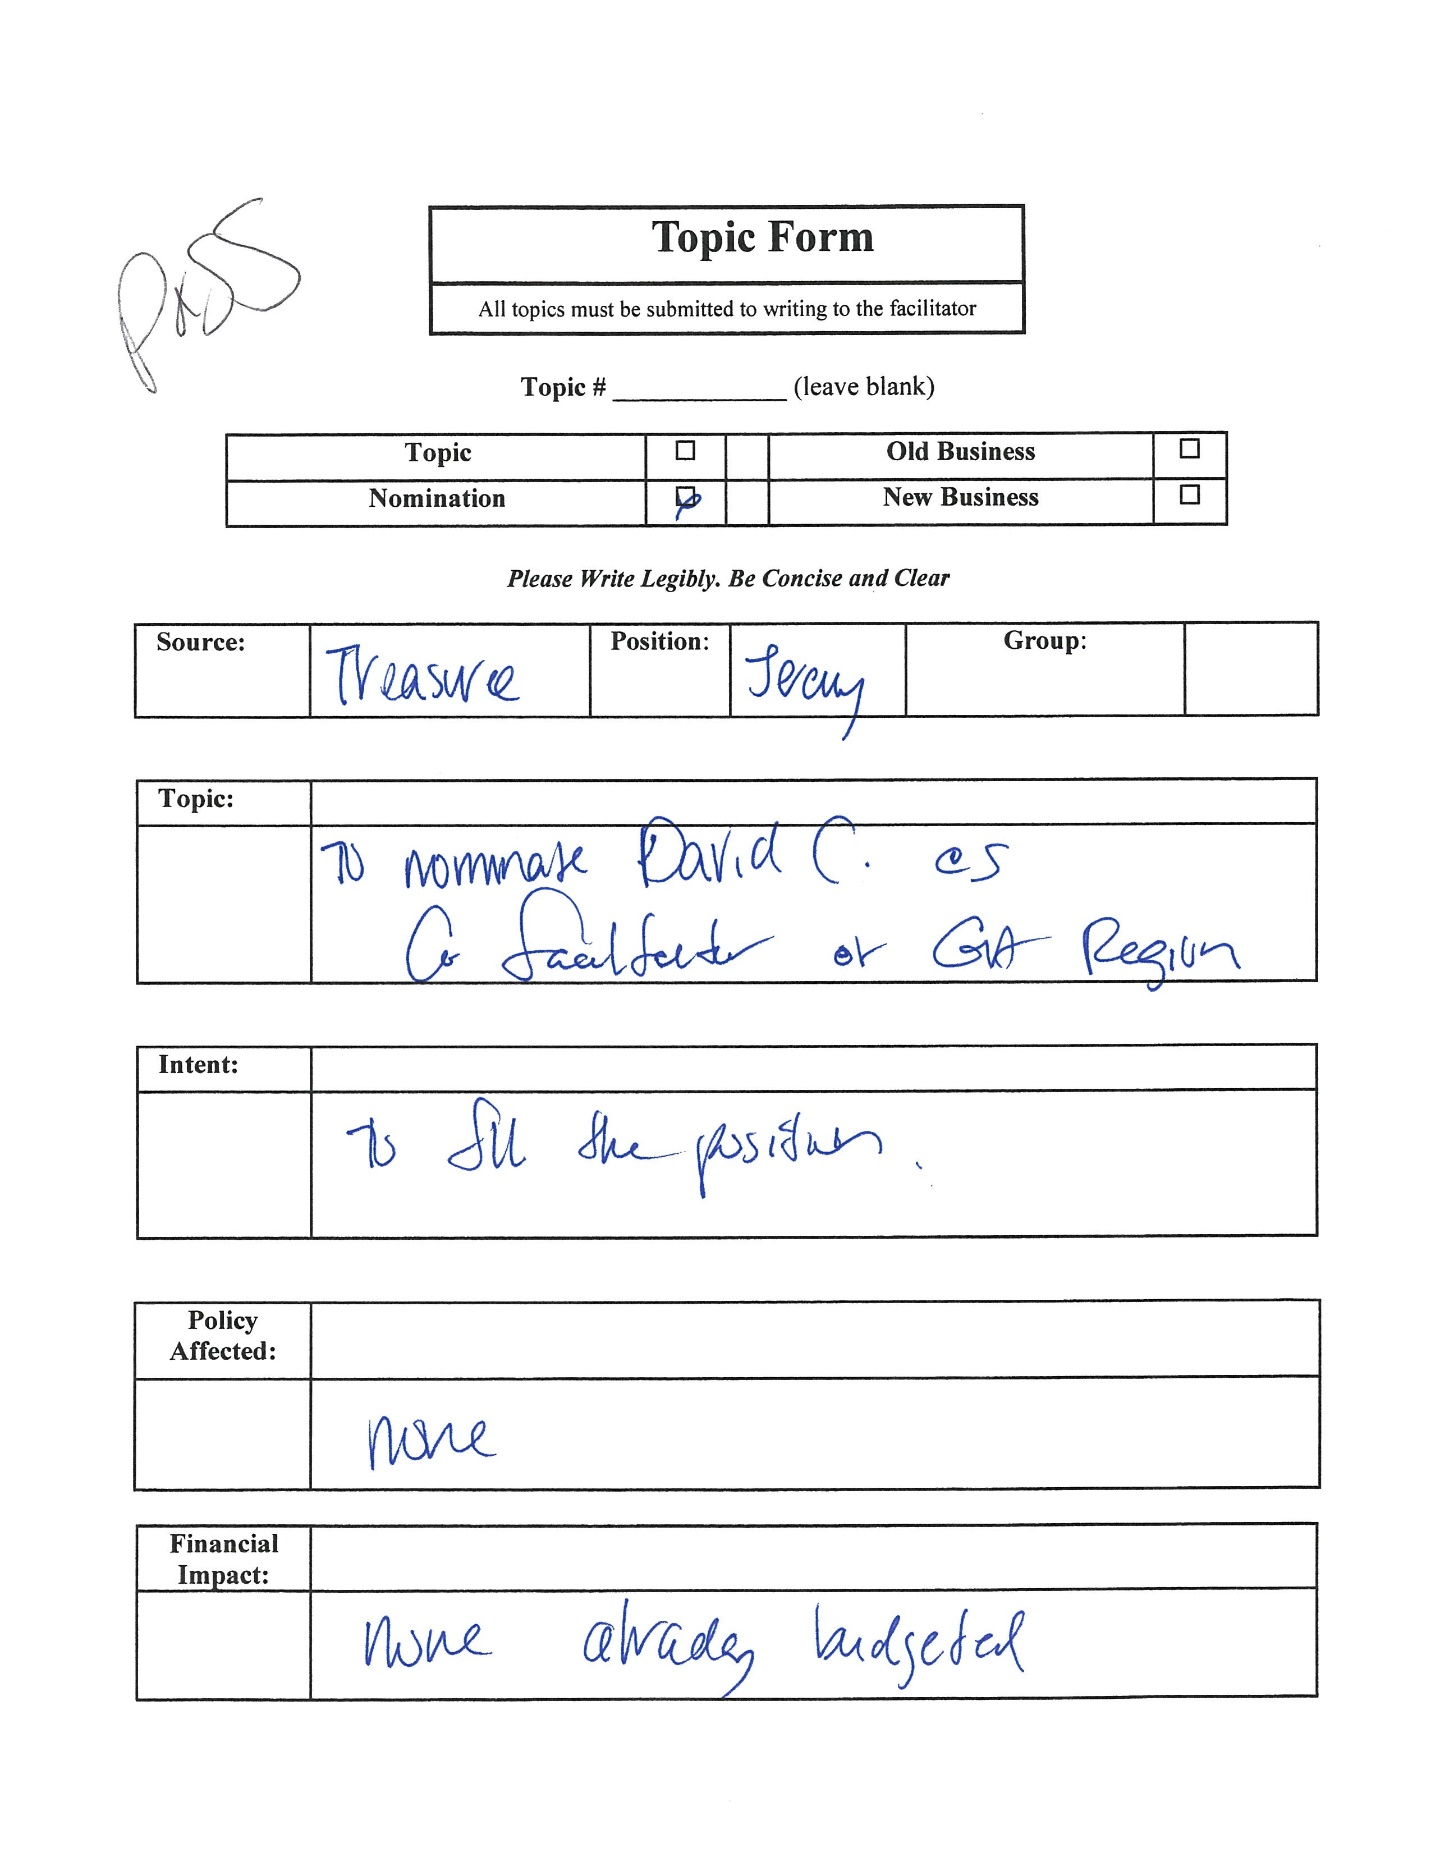 PASS
Topic Form
All topics must be submitted to writing to the facilitator
Topic # ____________ (leave blank)
Topic ☐ Old Business ☐
Nomination ☒ New Business ☐
Please Write Legibly. Be Concise and Clear
Source: Treasure Position: Group:
Topic:
To nominate David C. as
Co facilitator of GA Region
Intent:
To fill the position.
Policy
Affected:
none
Financial
Impact:
none already budgeted